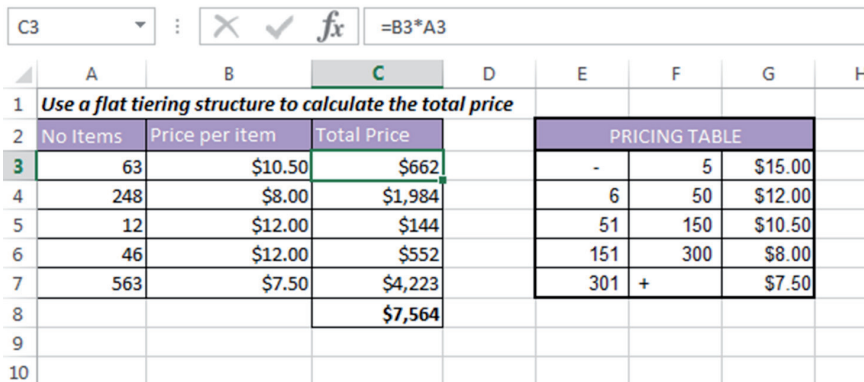 C3 fx =B3*A3
A B C D E F G H
1 Use a flat tiering structure to calculate the total price
2 No Items Price per item Total Price PRICING TABLE
3 63 $10.50 $662 - 5 $15.00
4 248 $8.00 $1,984 6 50 $12.00
5 12 $12.00 $144 51 150 $10.50
6 46 $12.00 $552 151 300 $8.00
7 563 $7.50 $4,223 301 + $7.50
8 $7,564
9
10